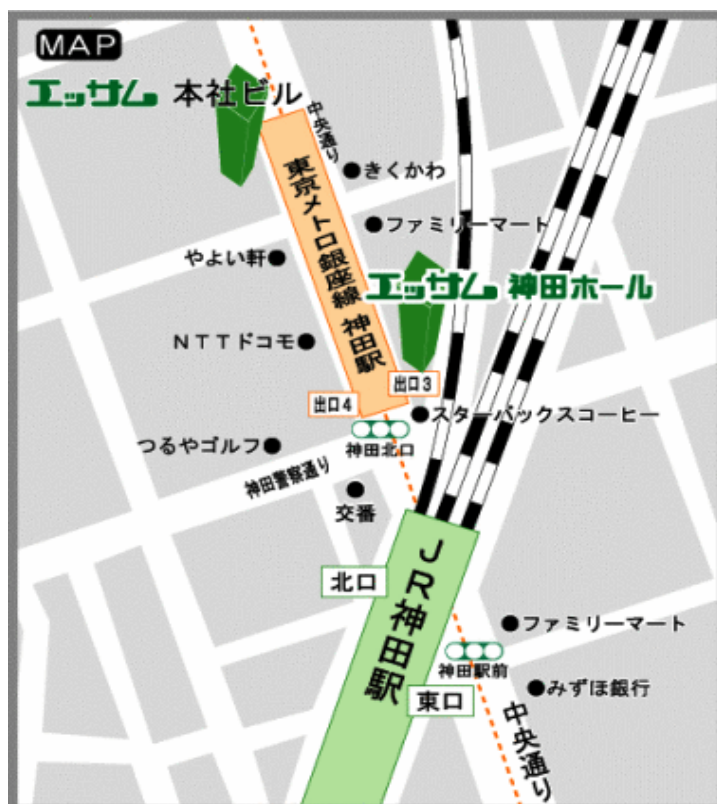 MAP
エッサム 本社ビル
中央通り
きくかわ
東京メトロ銀座線 神田駅
ファミリーマート
やよい軒
エッサム 神田ホール
NTTドコモ
出口3
出口4
スターバックスコーヒー
神田北口
つるやゴルフ
神田警察通り
交番
JR神田駅
北口
ファミリーマート
神田駅前
みずほ銀行
東口
中央通り